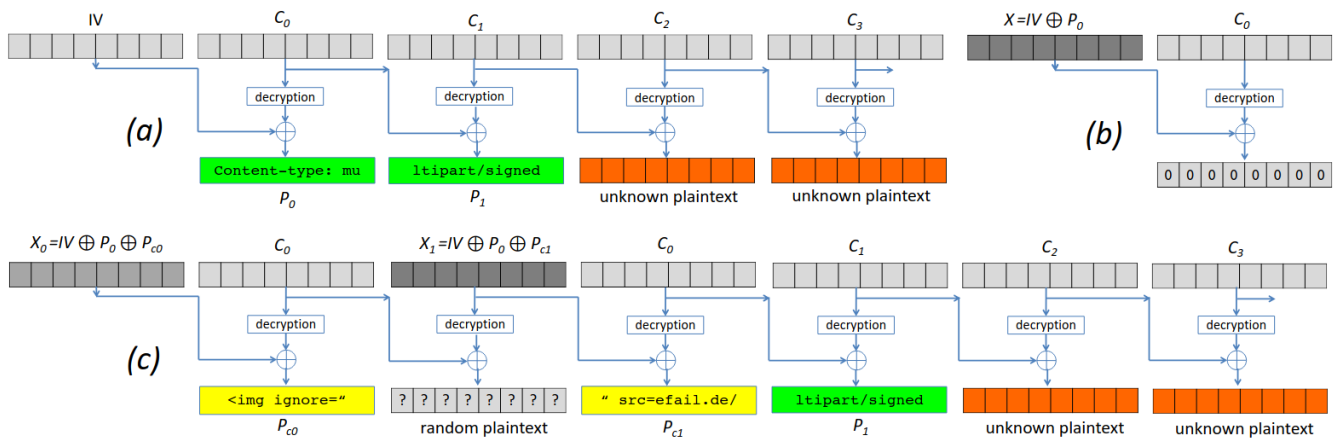 IV C₀ C₁ C₂ C₃ X=IV ⊕ P₀ C₀
decryption decryption decryption decryption decryption
(a) (b)
Content-type: mu ltipart/signed 0 0 0 0 0 0 0 0
P₀ P₁ unknown plaintext unknown plaintext
X₀=IV ⊕ P₀ ⊕ Pc0 C₀ X₁=IV ⊕ P₀ ⊕ Pc1 C₀ C₁ C₂ C₃
decryption decryption decryption decryption decryption decryption
(c)
<img ignore=“ ? ? ? ? ? ? ? ? “ src=efail.de/ ltipart/signed
Pc0 random plaintext Pc1 P₁ unknown plaintext unknown plaintext